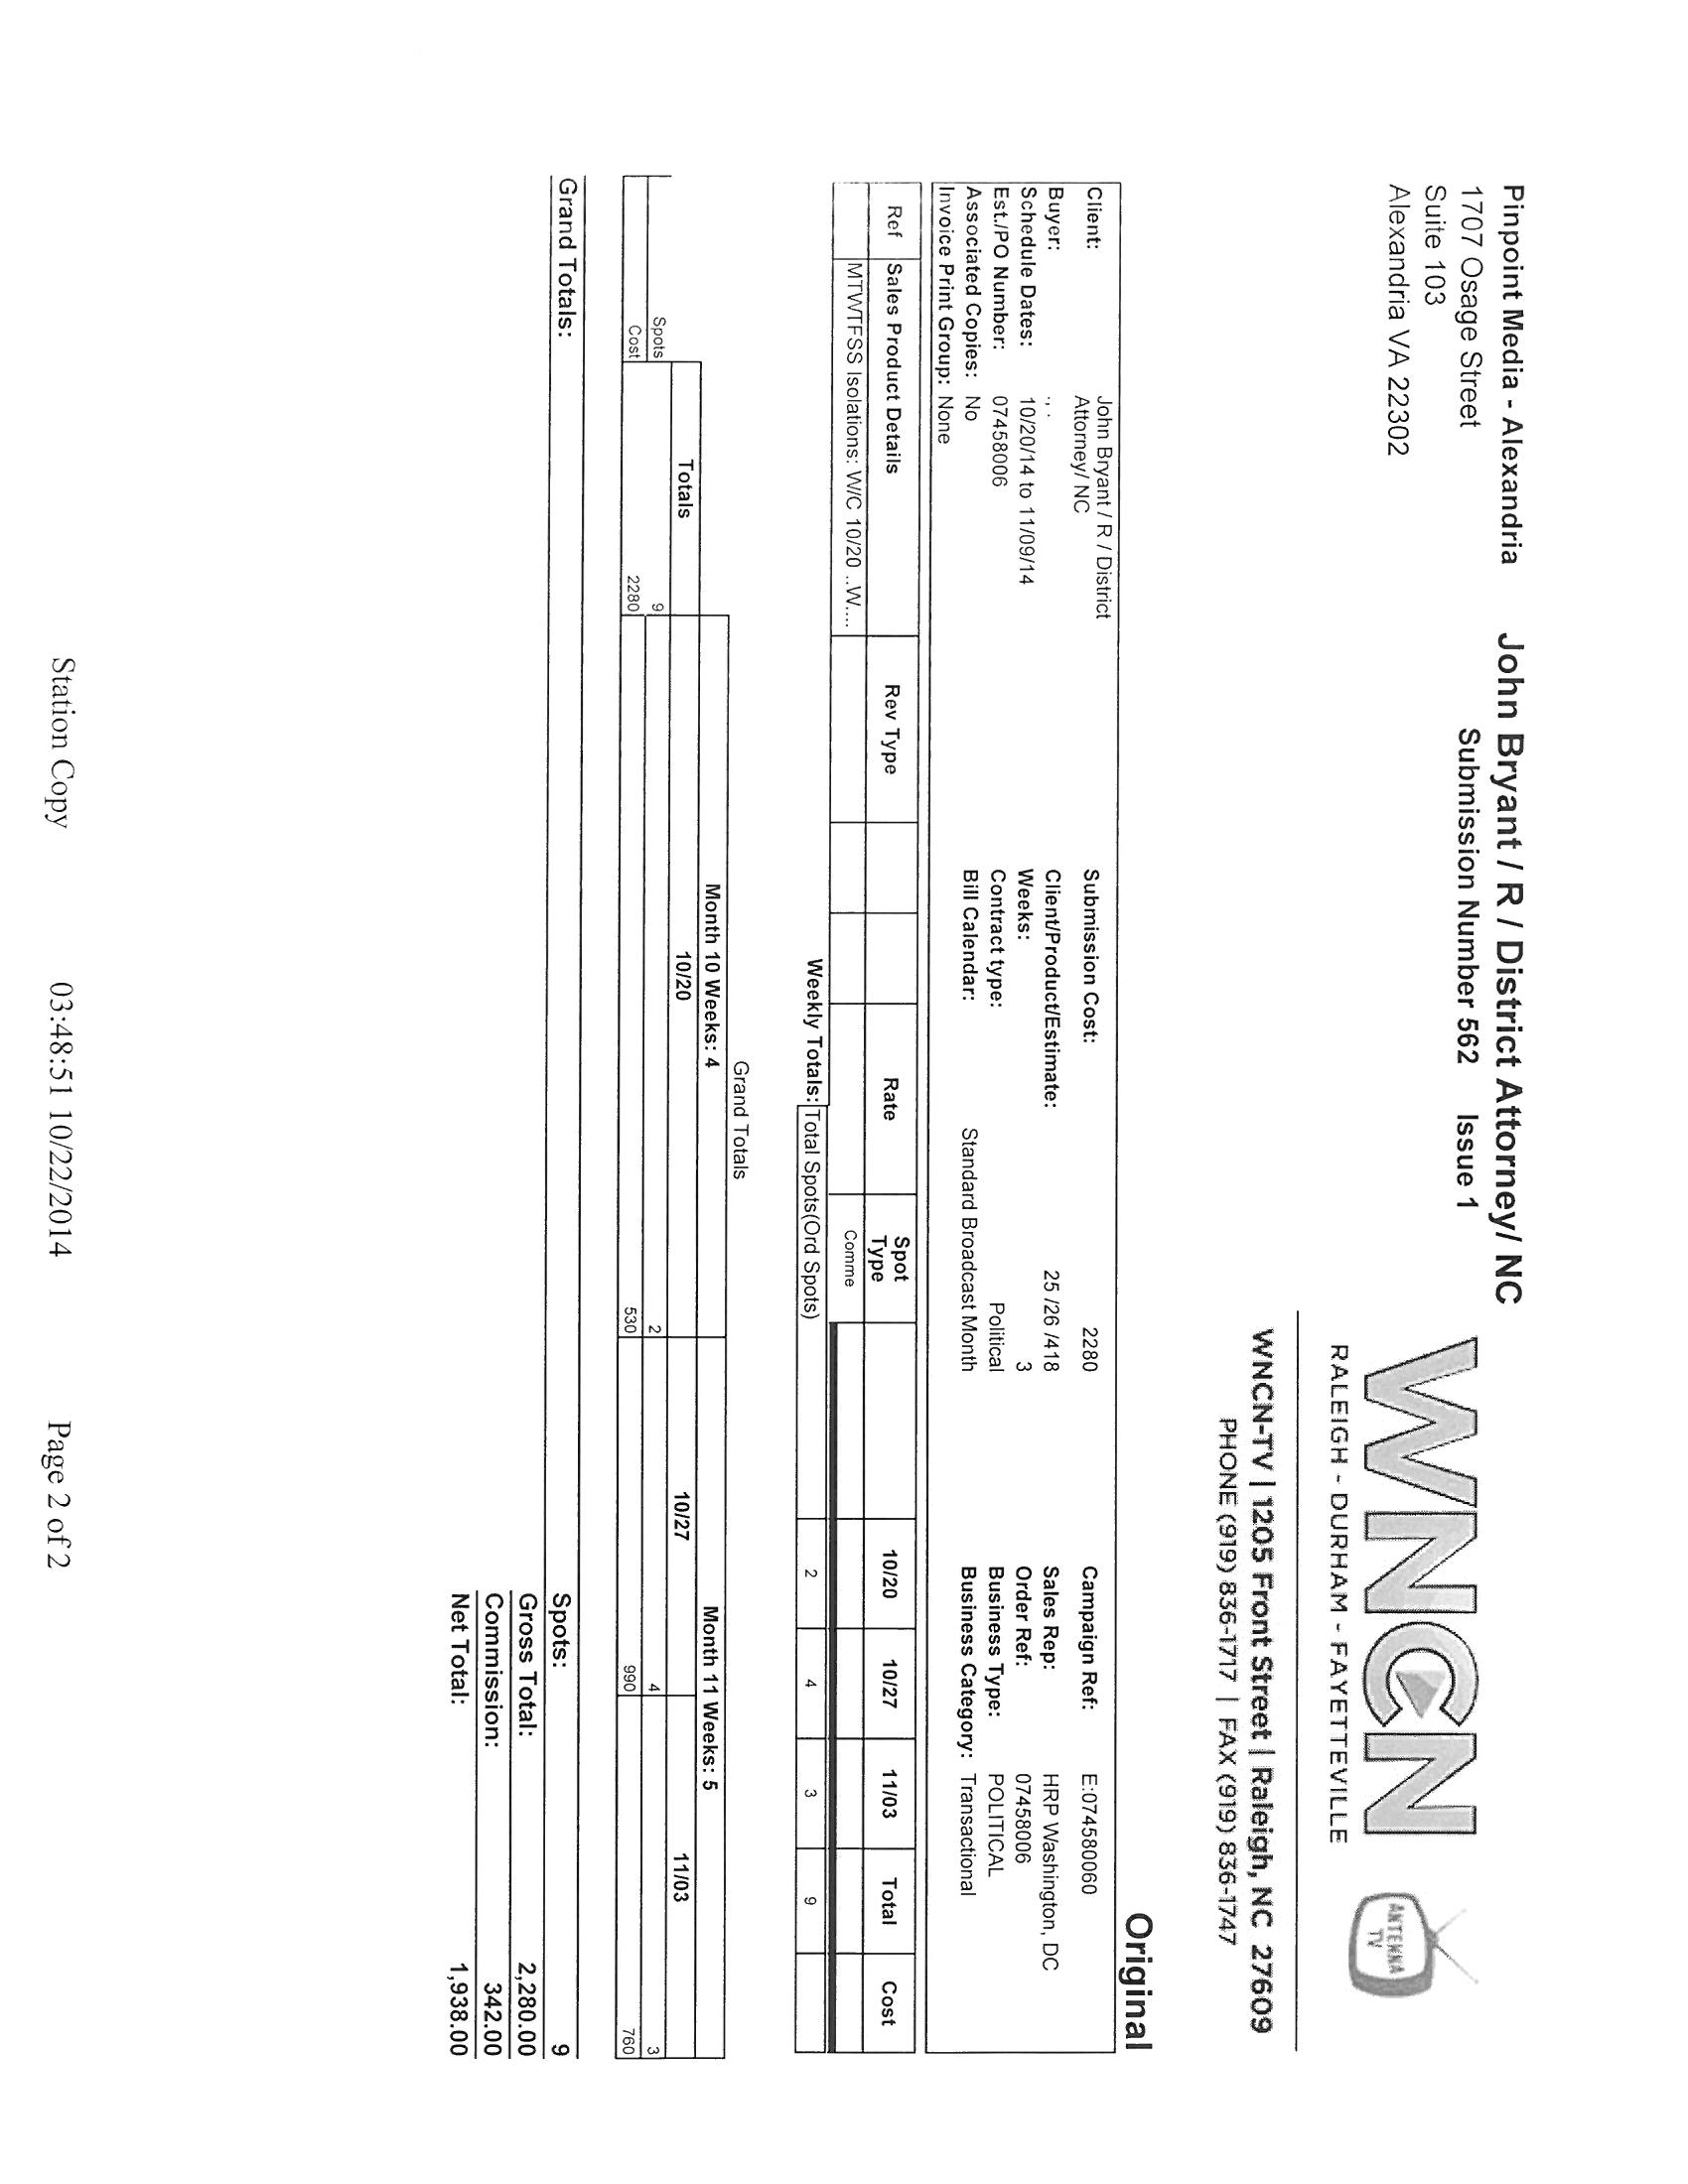 Pinpoint Media - Alexandria
1707 Osage Street
Suite 103
Alexandria VA 22302
John Bryant / R / District Attorney/ NC
Submission Number 562 Issue 1
WNCN
RALEIGH - DURHAM - FAYETTEVILLE
ANTENNA
TV
WNCN-TV | 1205 Front Street | Raleigh, NC 27609
PHONE (919) 836-1717 | FAX (919) 836-1747
Original
Client: John Bryant / R / District Submission Cost: 2280 Campaign Ref: E:074580060
Attorney/ NC
Buyer: ., . Client/Product/Estimate: 25 /26 /418 Sales Rep: HRP Washington, DC
Schedule Dates: 10/20/14 to 11/09/14 Weeks: 3 Order Ref: 07458006
Est./PO Number: 07458006 Contract type: Political Business Type: POLITICAL
Associated Copies: No Bill Calendar: Standard Broadcast Month Business Category: Transactional
Invoice Print Group: None
Ref Sales Product Details Rev Type Rate Spot Type 10/20 10/27 11/03 Total Cost
MTWTFSS Isolations: W/C 10/20 ..W.... Comme
Weekly Totals: Total Spots(Ord Spots) 2 4 3 9
Grand Totals
Month 10 Weeks: 4 Month 11 Weeks: 5
Totals 10/20 10/27 11/03
Spots 9 2 4 3
Cost 2280 530 990 760
Grand Totals: Spots: 9
Gross Total: 2,280.00
Commission: 342.00
Net Total: 1,938.00
Station Copy 03:48:51 10/22/2014 Page 2 of 2